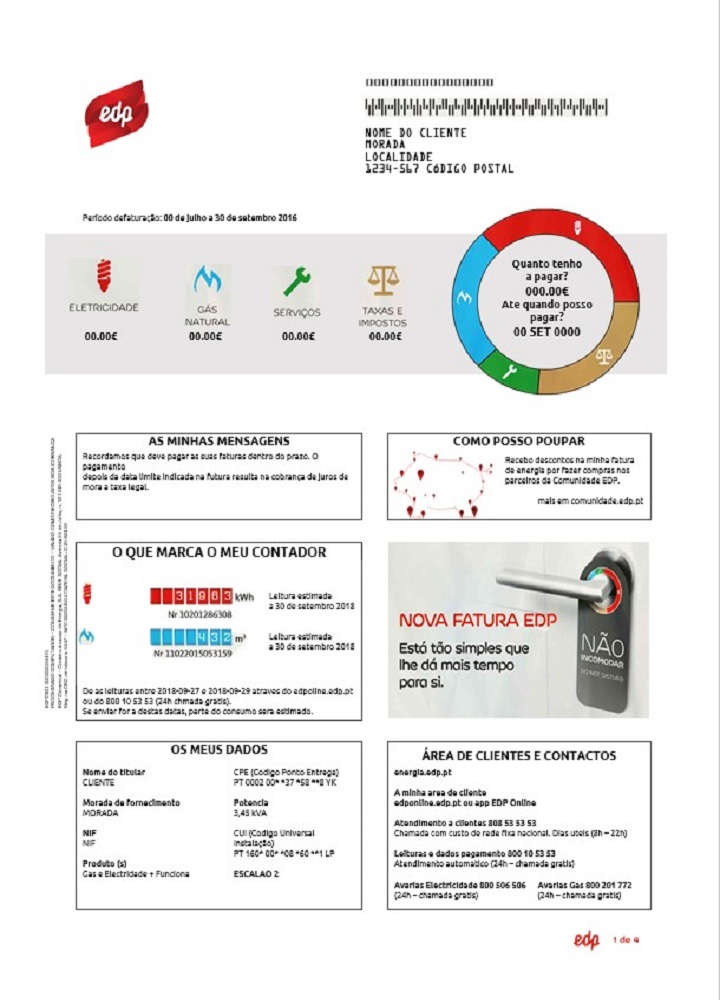 edp
NOME DO CLIENTE
MORADA
LOCALIDADE
1234-567 CóDIGO POSTAL
Período defaturação: 00 de Julho a 30 de setembro 2016
ELETRICIDADE
00.00€
GÁS
NATURAL
00.00€
SERVIÇOS
00.00€
TAXAS E
IMPOSTOS
00.00€
Quanto tenho
a pagar?
000.00€
Ate quando posso
pagar?
00 SET 0000
AS MINHAS MENSAGENS
Recordamos que deve pagar as suas faturas dentro do prazo. O
pagamento
depois da data limite indicada na futura resulta na cobrança de juros de
mora a taxa legal.
COMO POSSO POUPAR
Recebo descontos na minha fatura
de energia por fazer compras nos
parceiros da Comunidade EDP.
mais em comunidade.edp.pt
O QUE MARCA O MEU CONTADOR
31963 kWh
Nr 10201286308
Leitura estimada
a 30 de setembro 2018
432 m³
Nr 11022015053159
Leitura estimada
a 30 de setembro 2018
De as leituras entre 2018-09-27 e 2018-09-29 atraves do edponline.edp.pt
ou do 800 10 53 53 (24h chmada gratis).
Se enviar fora destas datas, parte do consumo sera estimado.
NOVA FATURA EDP
Está tão simples que
lhe dá mais tempo
para si.
NÃO
INCOMODAR
DO NOT DISTURB
OS MEUS DADOS
Nome do titular
CLIENTE
Morada de fornecimento
MORADA
NIF
NIF
Produto (s)
Gas e Electridade + Funciona
CPE (Codigo Ponto Entrega)
PT 0002 00** *37 *58 **8 YK
Potencia
3,45 kVA
CUI (Codigo Universal
Instalação)
PT 160* 00* *08 *60 **1 LP
ESCALAO 2
ÁREA DE CLIENTES E CONTACTOS
energia.edp.pt
A minha area de cliente
edponline.edp.pt ou app EDP Online
Atendimento a clientes 808 53 53 53
Chamada com custo de rede fixa nacional. Dias uteis (8h – 22h)
Leituras e dados pagamento 800 10 53 53
Atendimento automatico (24h – chamada gratis)
Avarias Electricidade 800 506 506
(24h – chamada gratis)
Avarias Gas 800 201 772
(24h – chamada gratis)
edp 1 de 4